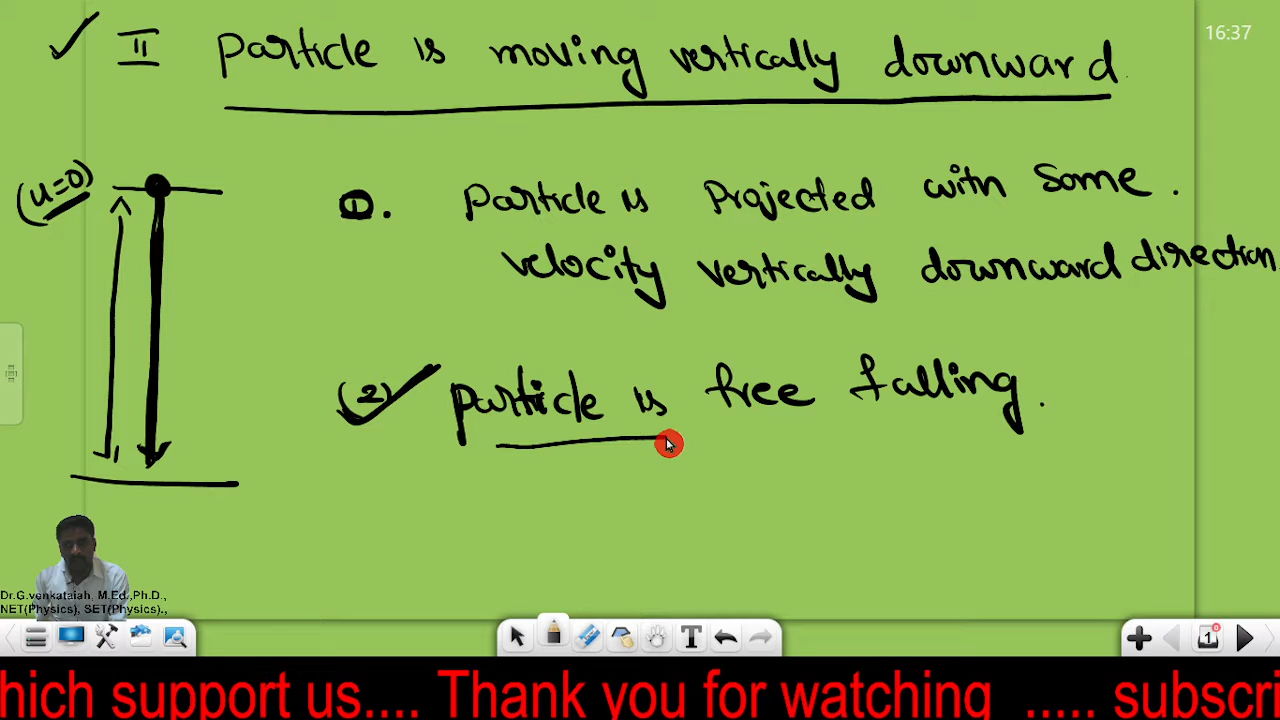 16:37
II Particle is moving vertically downward
(u=0)
①. Particle is Projected with Some.
velocity vertically downward direction
(2) particle is free falling.
Dr.G.venkataiah, M.Ed.,Ph.D.,
NET(Physics), SET(Physics).,
T
1
0
hich support us.... Thank you for watching ..... subscri